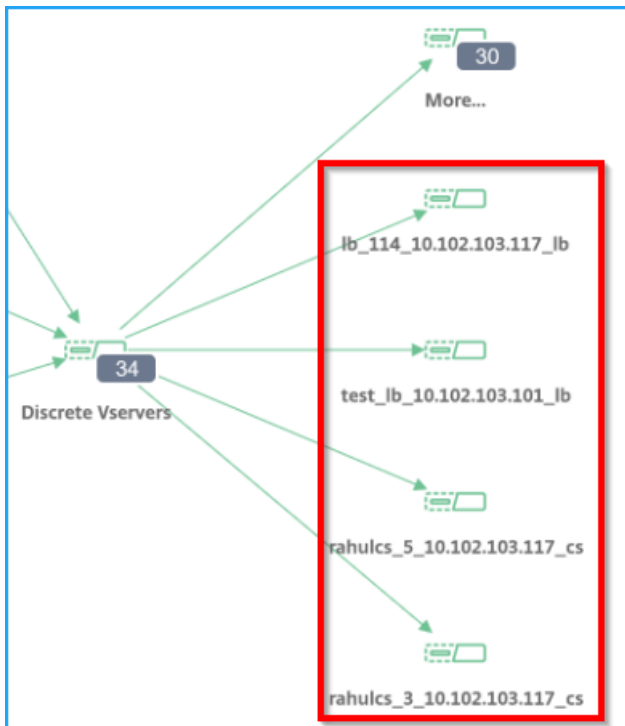 30
More...
lb_114_10.102.103.117_lb
test_lb_10.102.103.101_lb
34
Discrete Vservers
rahulcs_5_10.102.103.117_cs
rahulcs_3_10.102.103.117_cs